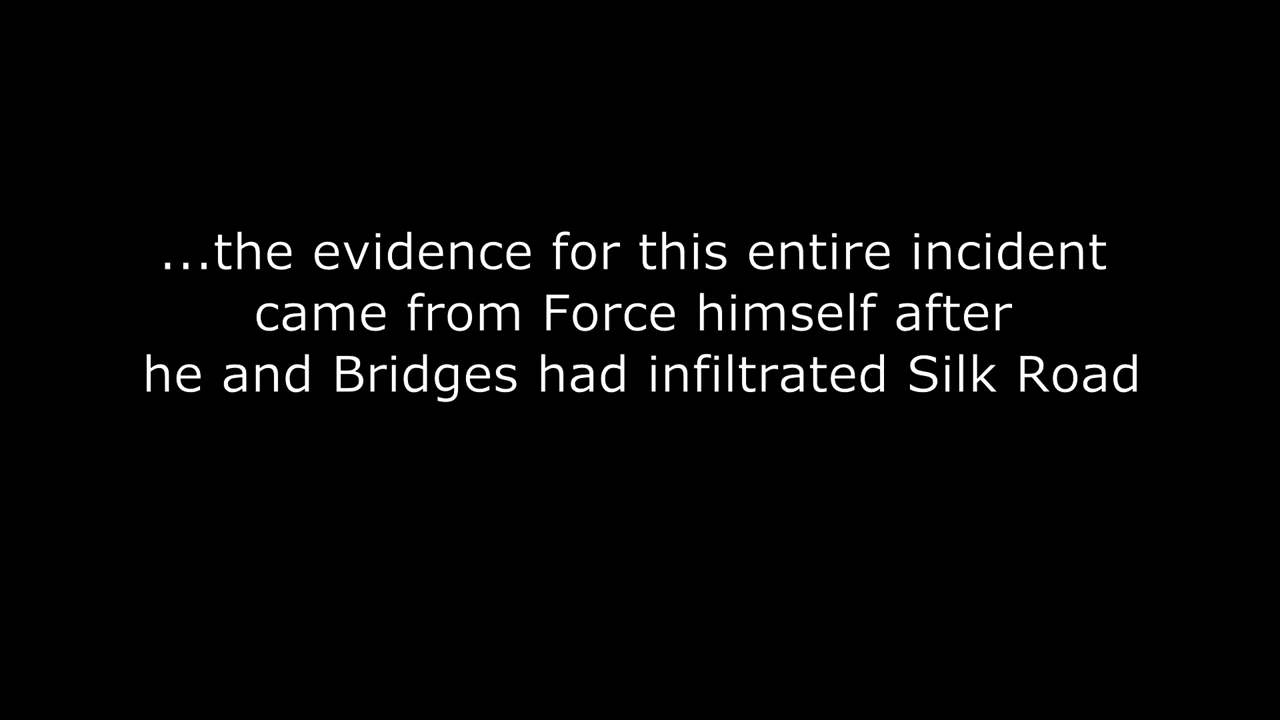 ...the evidence for this entire incident
came from Force himself after
he and Bridges had infiltrated Silk Road